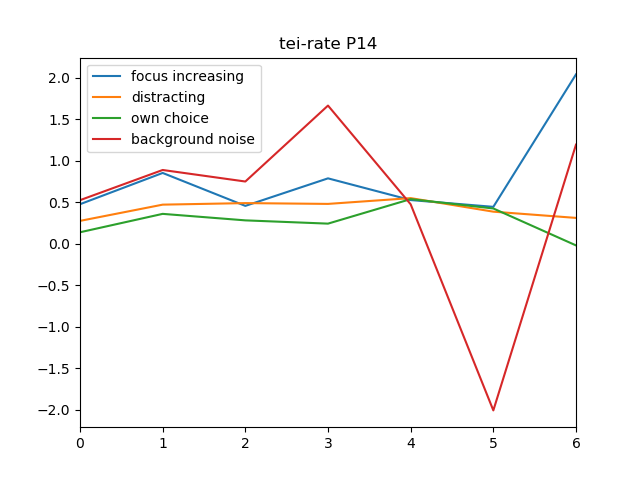 tei-rate P14
focus increasing
distracting
own choice
background noise
2.0
1.5
1.0
0.5
0.0
−0.5
−1.0
−1.5
−2.0
0 1 2 3 4 5 6